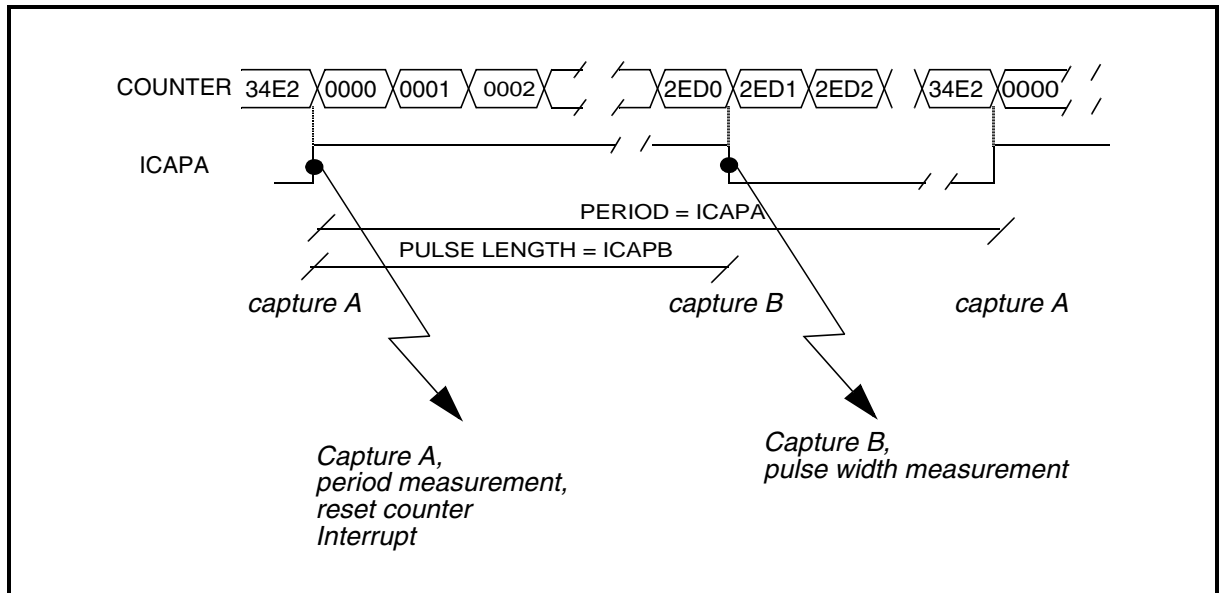 COUNTER 34E2 0000 0001 0002 2ED0 2ED1 2ED2 34E2 0000
ICAPA
PERIOD = ICAPA
PULSE LENGTH = ICAPB
capture A capture B capture A
Capture A,
period measurement,
reset counter
Interrupt
Capture B,
pulse width measurement